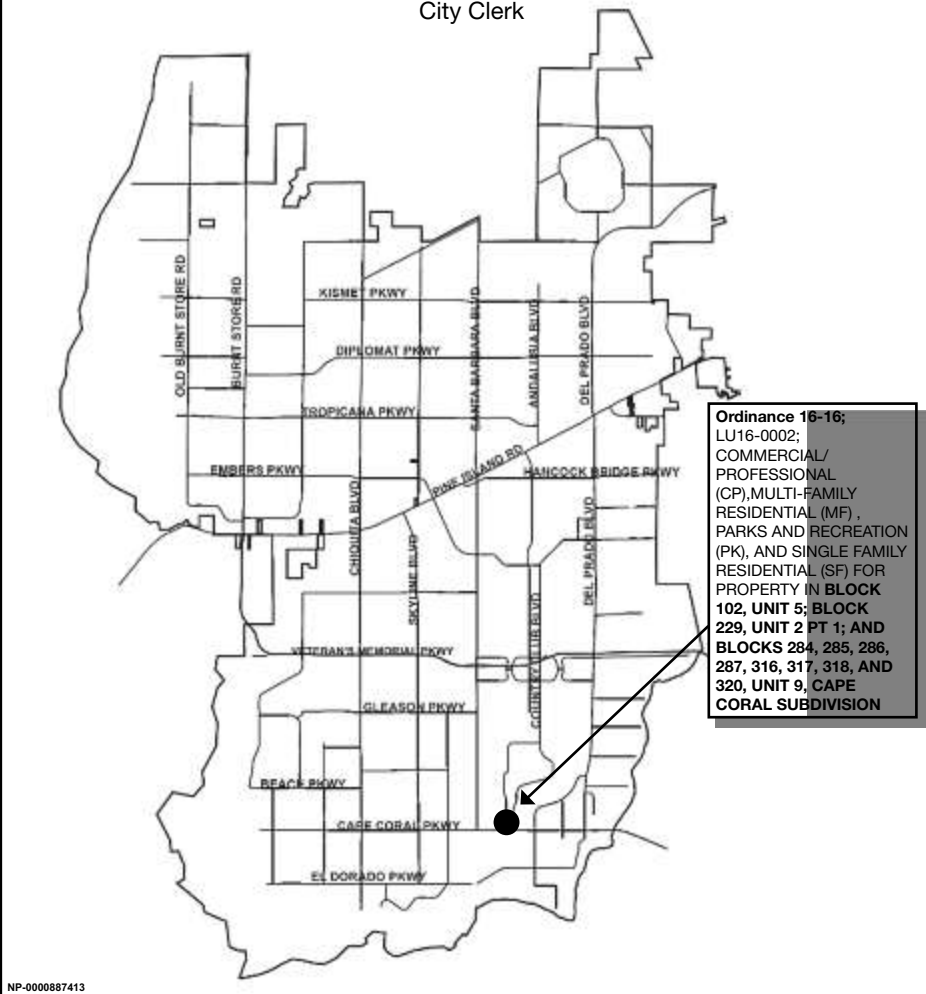 City Clerk
OLD BURNT STORE RD
BURNT STORE RD
KISMET PKWY
SANTA BARBARA BLVD
ANDALUSIA BLVD
DEL PRADO BLVD
DIPLOMAT PKWY
TROPICANA PKWY
EMBERS PKWY
PINE ISLAND RD
HANCOCK BRIDGE PKWY
CHIQUITA BLVD
SKYLINE BLVD
DEL PRADO BLVD
COUNTRY CLUB BLVD
VETERAN'S MEMORIAL PKWY
GLEASON PKWY
BEACH PKWY
CAPE CORAL PKWY
EL DORADO PKWY
Ordinance 16-16;
LU16-0002;
COMMERCIAL/
PROFESSIONAL
(CP),MULTI-FAMILY
RESIDENTIAL (MF) ,
PARKS AND RECREATION
(PK), AND SINGLE FAMILY
RESIDENTIAL (SF) FOR
PROPERTY IN BLOCK
102, UNIT 5; BLOCK
229, UNIT 2 PT 1; AND
BLOCKS 284, 285, 286,
287, 316, 317, 318, AND
320, UNIT 9, CAPE
CORAL SUBDIVISION
NP-0000887413